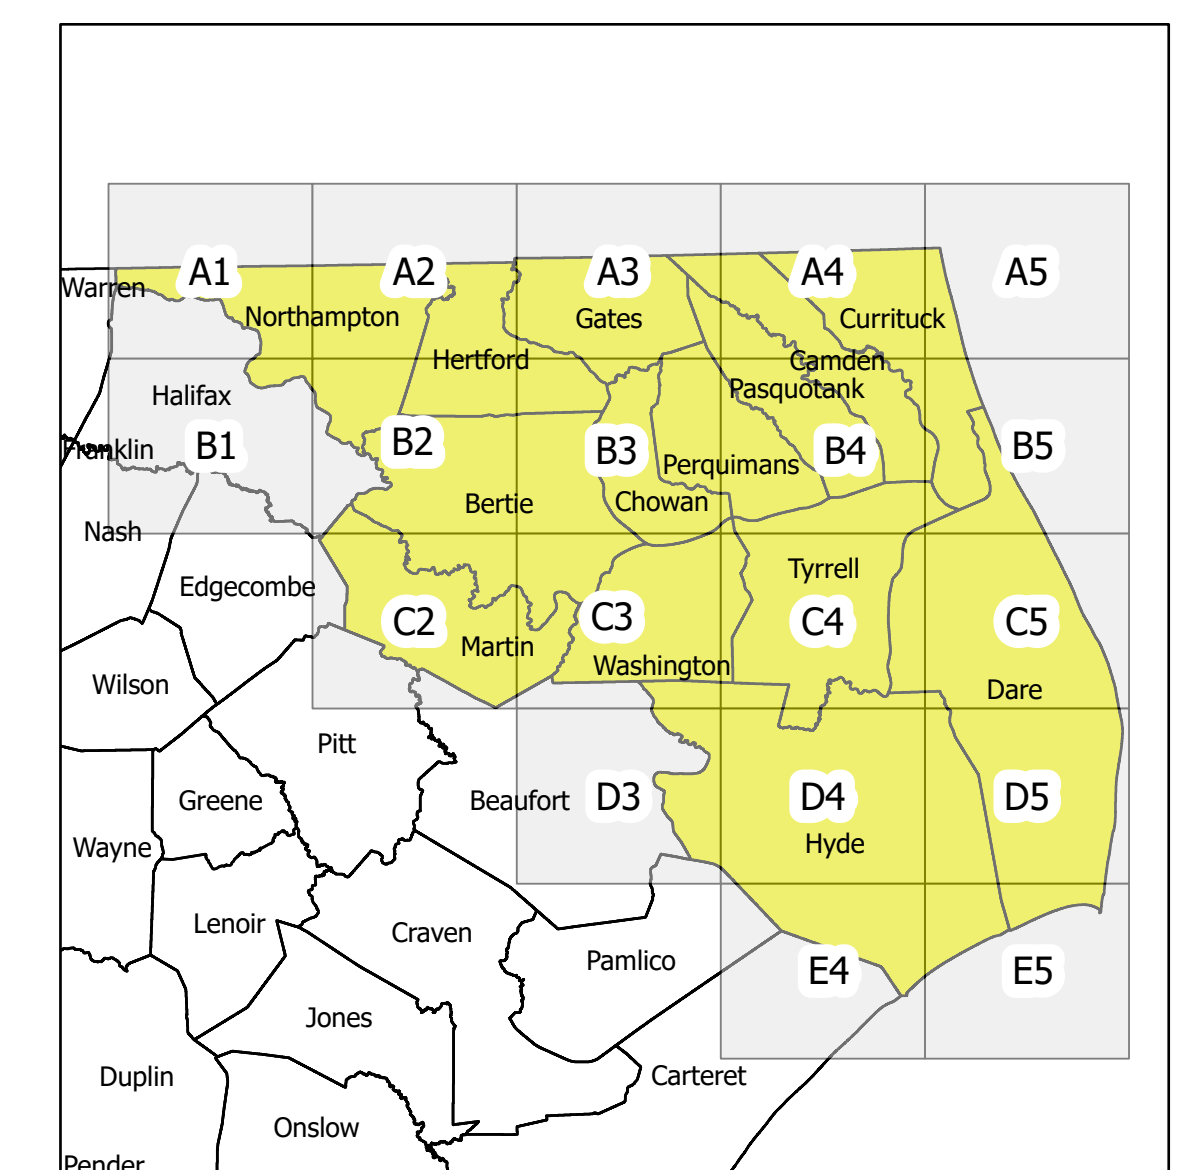 A1
A2
A3
A4
A5
Warren
Northampton
Gates
Currituck
Hertford
Camden
Pasquotank
Halifax
Franklin
B1
B2
B3
Perquimans
B4
B5
Bertie
Chowan
Nash
Edgecombe
Tyrrell
C2
C3
C4
C5
Martin
Washington
Wilson
Dare
Pitt
Greene
Beaufort
D3
D4
D5
Wayne
Hyde
Lenoir
Craven
Pamlico
E4
E5
Jones
Duplin
Carteret
Onslow
Pender